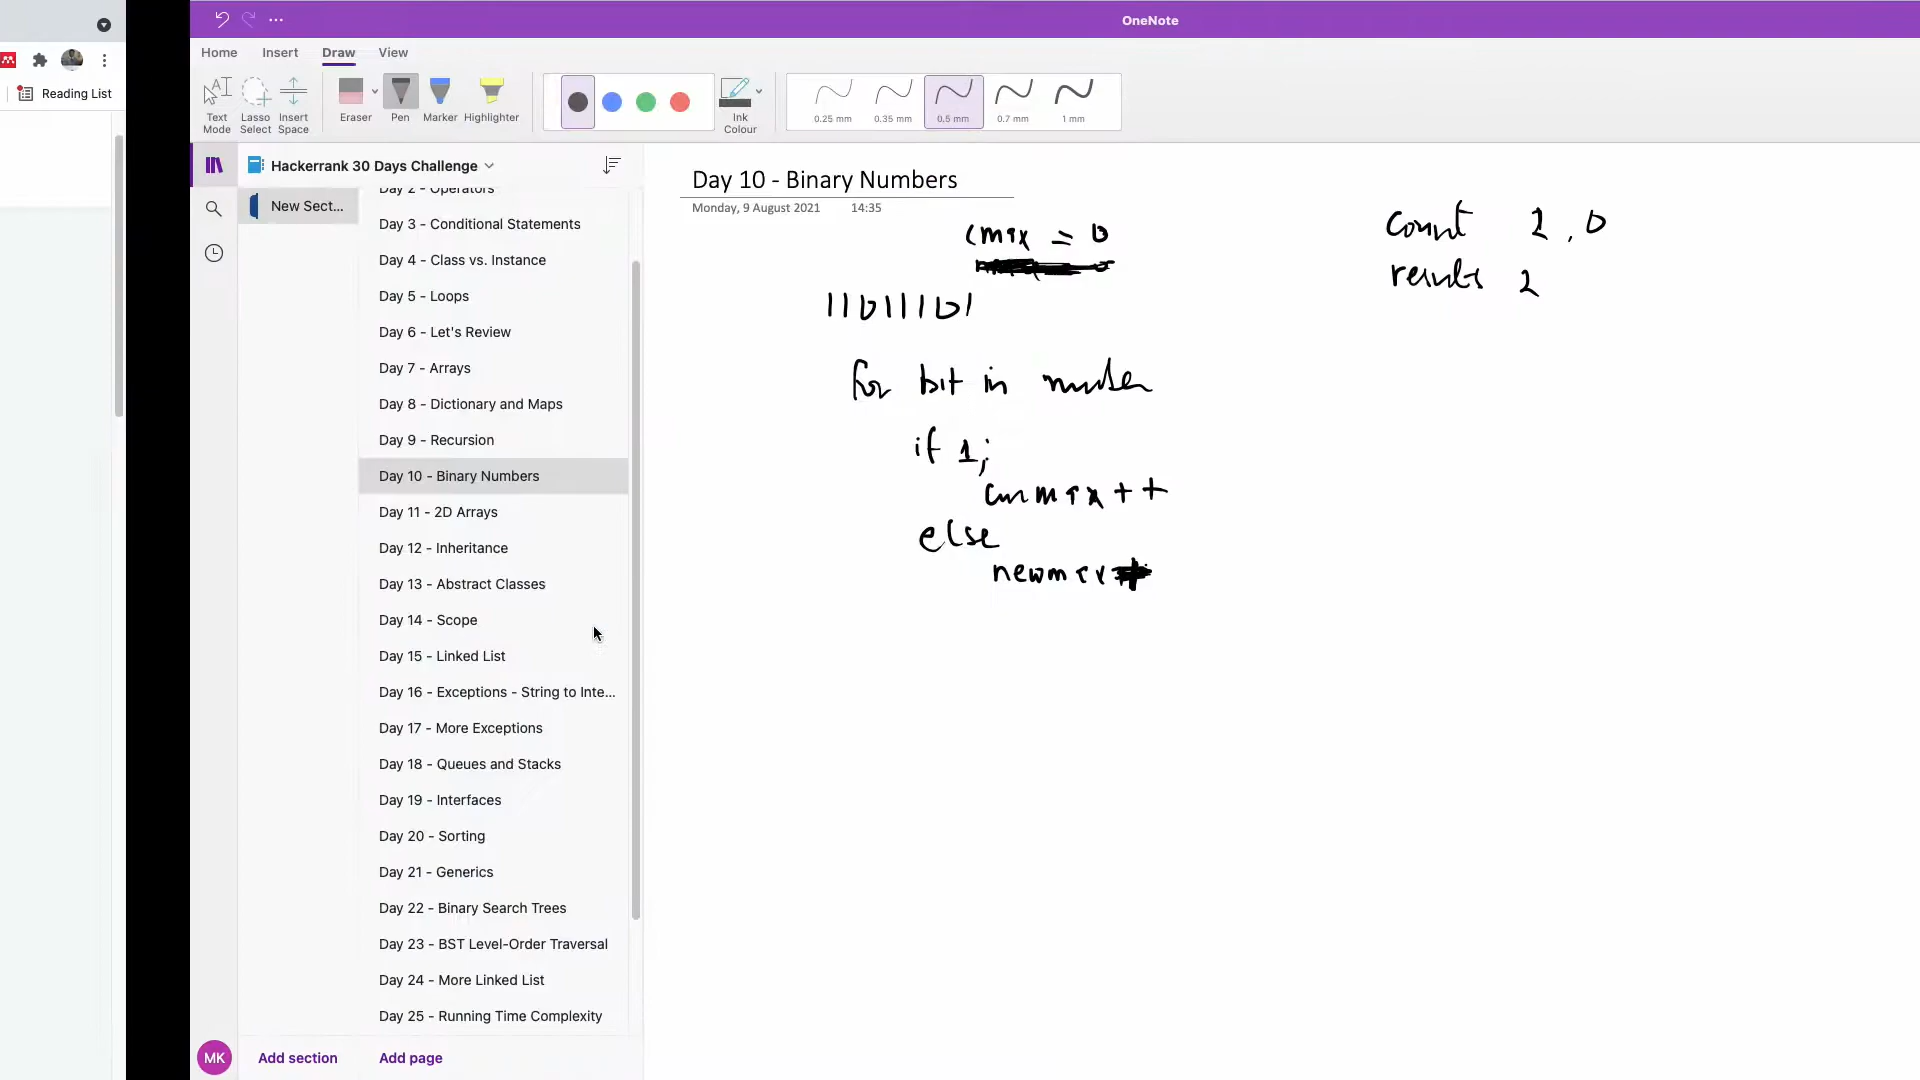 OneNote
Home Insert Draw View
Reading List
Text Mode
Lasso Select
Insert Space
Eraser
Pen
Marker
Highlighter
Ink Colour
0.25 mm
0.35 mm
0.5 mm
0.7 mm
1 mm
Hackerrank 30 Days Challenge
New Sect...
Day 2 - Operators
Day 3 - Conditional Statements
Day 4 - Class vs. Instance
Day 5 - Loops
Day 6 - Let's Review
Day 7 - Arrays
Day 8 - Dictionary and Maps
Day 9 - Recursion
Day 10 - Binary Numbers
Day 11 - 2D Arrays
Day 12 - Inheritance
Day 13 - Abstract Classes
Day 14 - Scope
Day 15 - Linked List
Day 16 - Exceptions - String to Inte...
Day 17 - More Exceptions
Day 18 - Queues and Stacks
Day 19 - Interfaces
Day 20 - Sorting
Day 21 - Generics
Day 22 - Binary Search Trees
Day 23 - BST Level-Order Traversal
Day 24 - More Linked List
Day 25 - Running Time Complexity
MK
Add section
Add page
Day 10 - Binary Numbers
Monday, 9 August 2021 14:35
cmax = 0
110111101
for bit in number
if 1;
curmax ++
else
newmax
count 2, 0
results 2